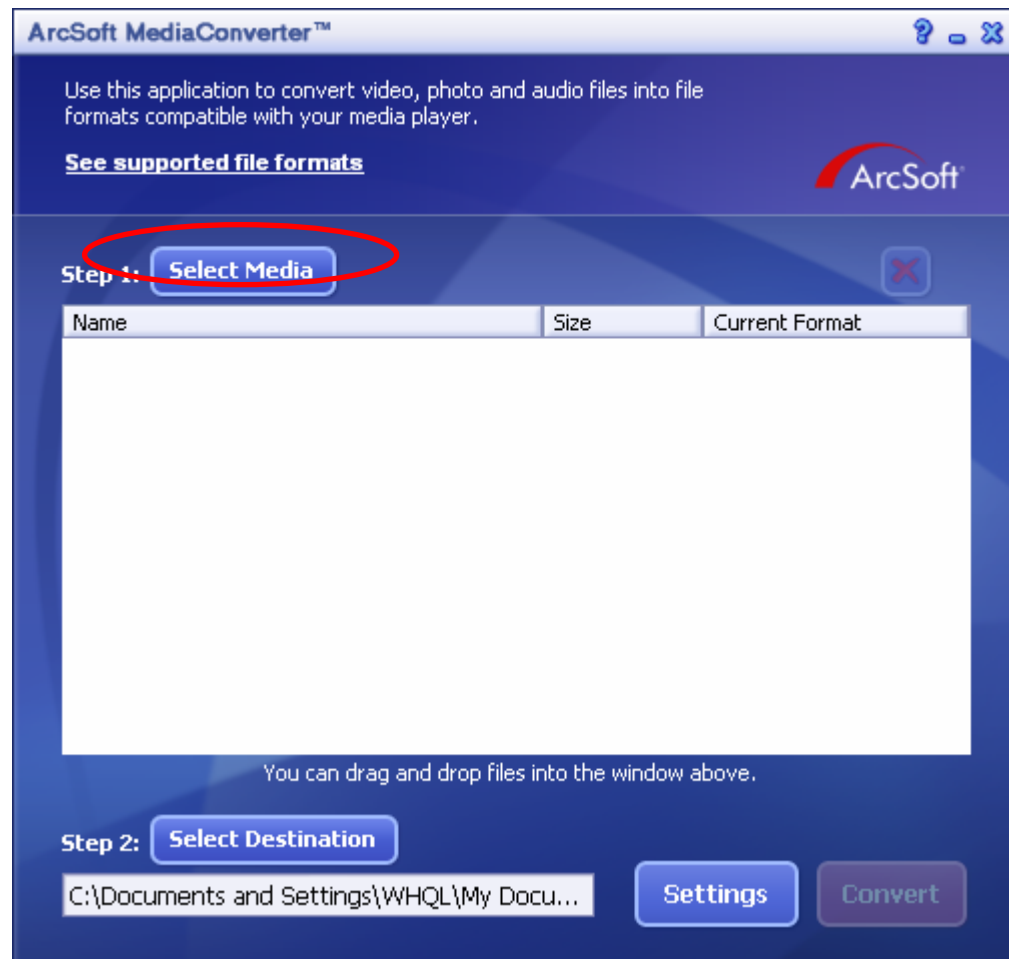 ArcSoft MediaConverter™
Use this application to convert video, photo and audio files into file
formats compatible with your media player.
See supported file formats
ArcSoft
Step 1: Select Media
Name Size Current Format
You can drag and drop files into the window above.
Step 2: Select Destination
C:\Documents and Settings\WHQL\My Docu...
Settings Convert